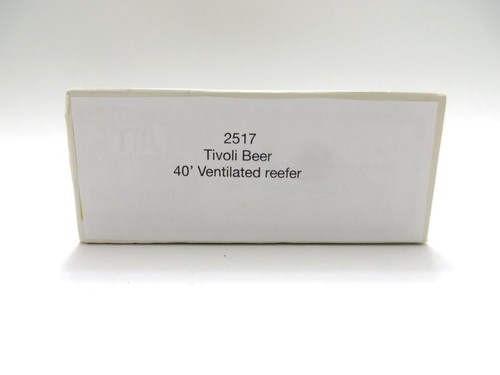 2517
Tivoli Beer
40’ Ventilated reefer